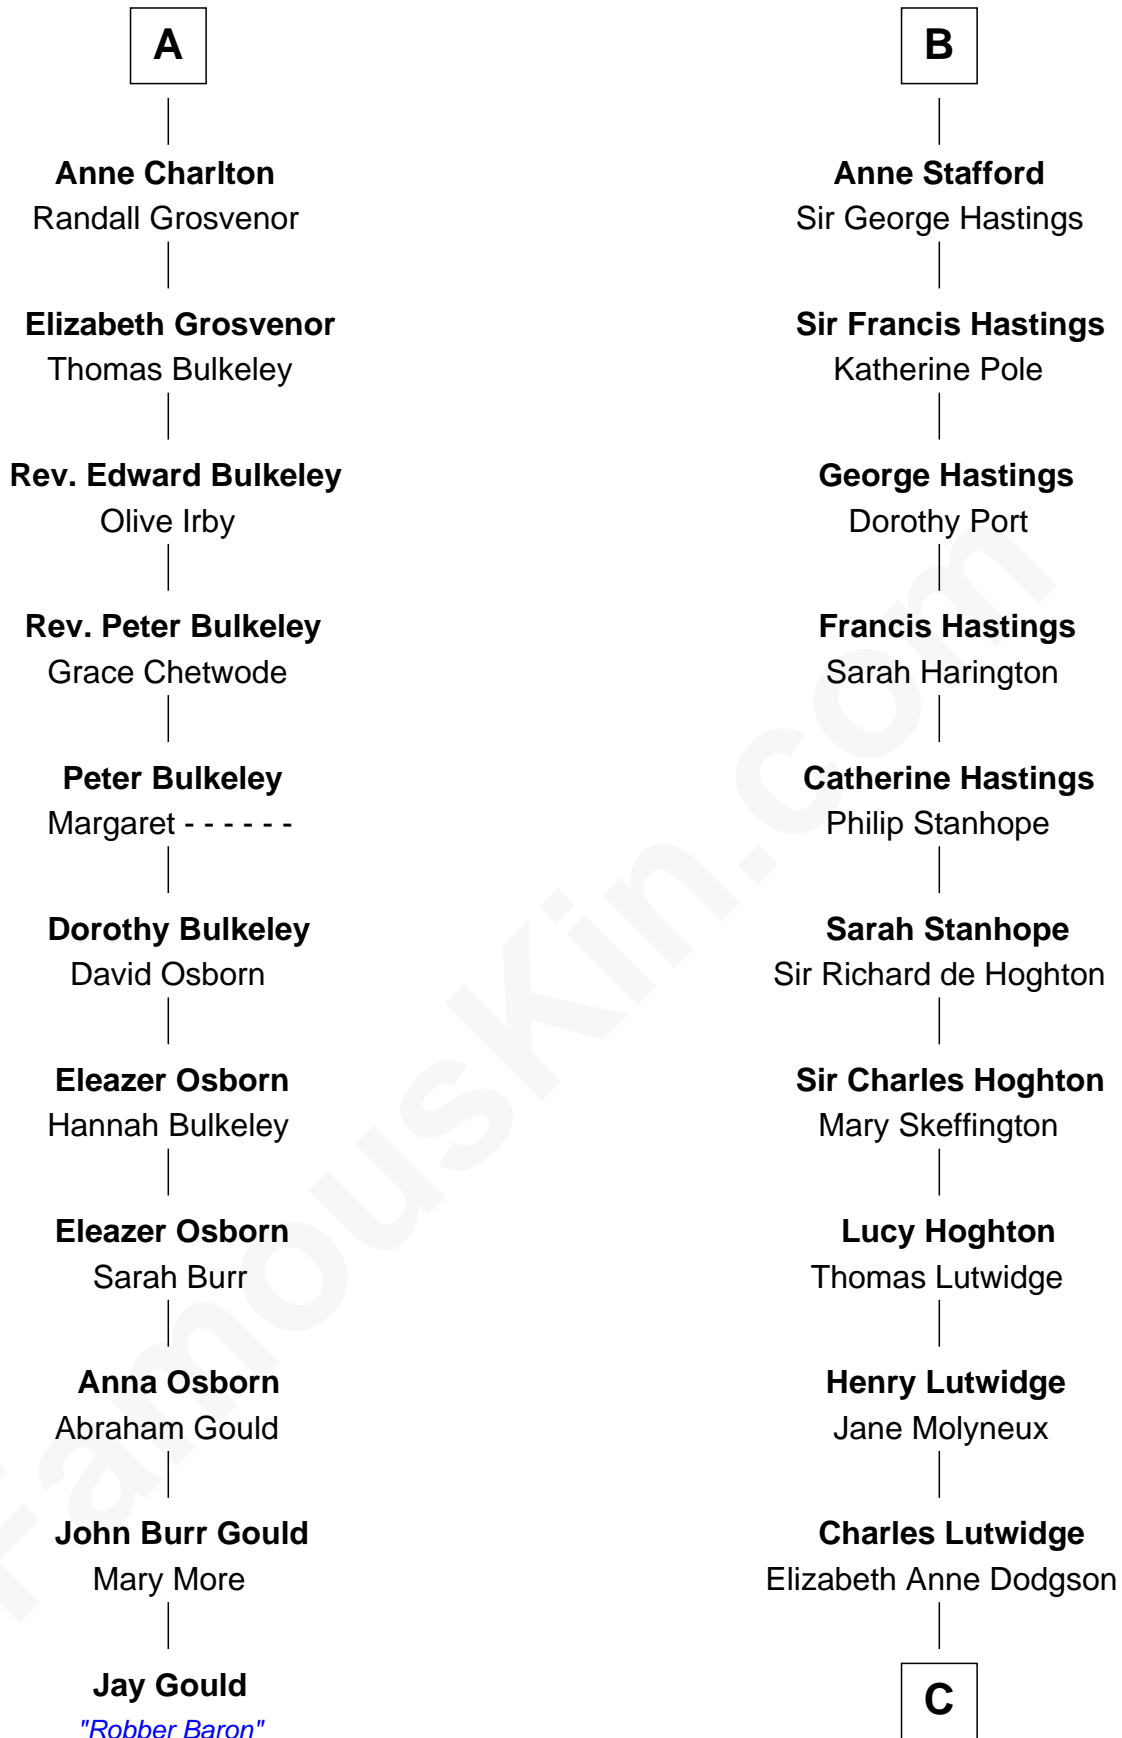 A
Anne Charlton
Randall Grosvenor
Elizabeth Grosvenor
Thomas Bulkeley
Rev. Edward Bulkeley
Olive Irby
Rev. Peter Bulkeley
Grace Chetwode
Peter Bulkeley
Margaret - - - - - -
Dorothy Bulkeley
David Osborn
Eleazer Osborn
Hannah Bulkeley
Eleazer Osborn
Sarah Burr
Anna Osborn
Abraham Gould
John Burr Gould
Mary More
Jay Gould
"Robber Baron"
B
Anne Stafford
Sir George Hastings
Sir Francis Hastings
Katherine Pole
George Hastings
Dorothy Port
Francis Hastings
Sarah Harington
Catherine Hastings
Philip Stanhope
Sarah Stanhope
Sir Richard de Hoghton
Sir Charles Hoghton
Mary Skeffington
Lucy Hoghton
Thomas Lutwidge
Henry Lutwidge
Jane Molyneux
Charles Lutwidge
Elizabeth Anne Dodgson
C
FamousKin.com